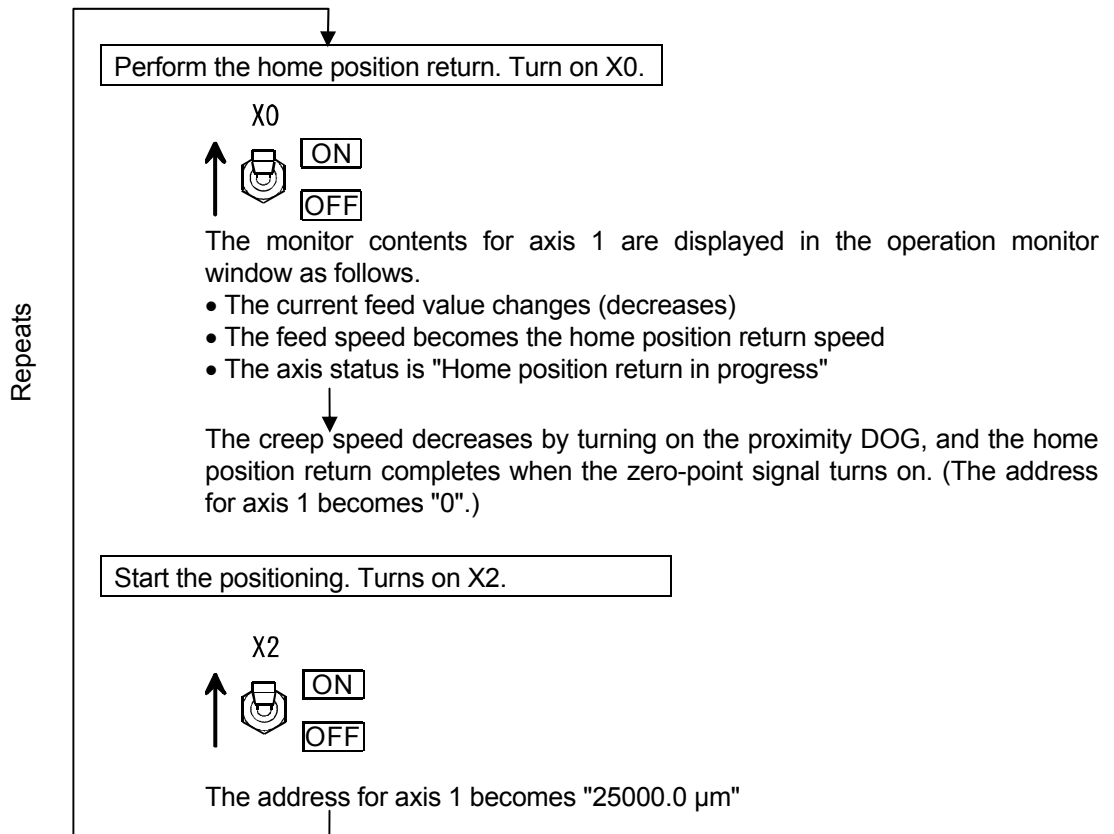 Perform the home position return. Turn on X0.
X0
ON
OFF
The monitor contents for axis 1 are displayed in the operation monitor
window as follows.
• The current feed value changes (decreases)
• The feed speed becomes the home position return speed
• The axis status is "Home position return in progress"
Repeats
The creep speed decreases by turning on the proximity DOG, and the home
position return completes when the zero-point signal turns on. (The address
for axis 1 becomes "0".)
Start the positioning. Turns on X2.
X2
ON
OFF
The address for axis 1 becomes "25000.0 µm"